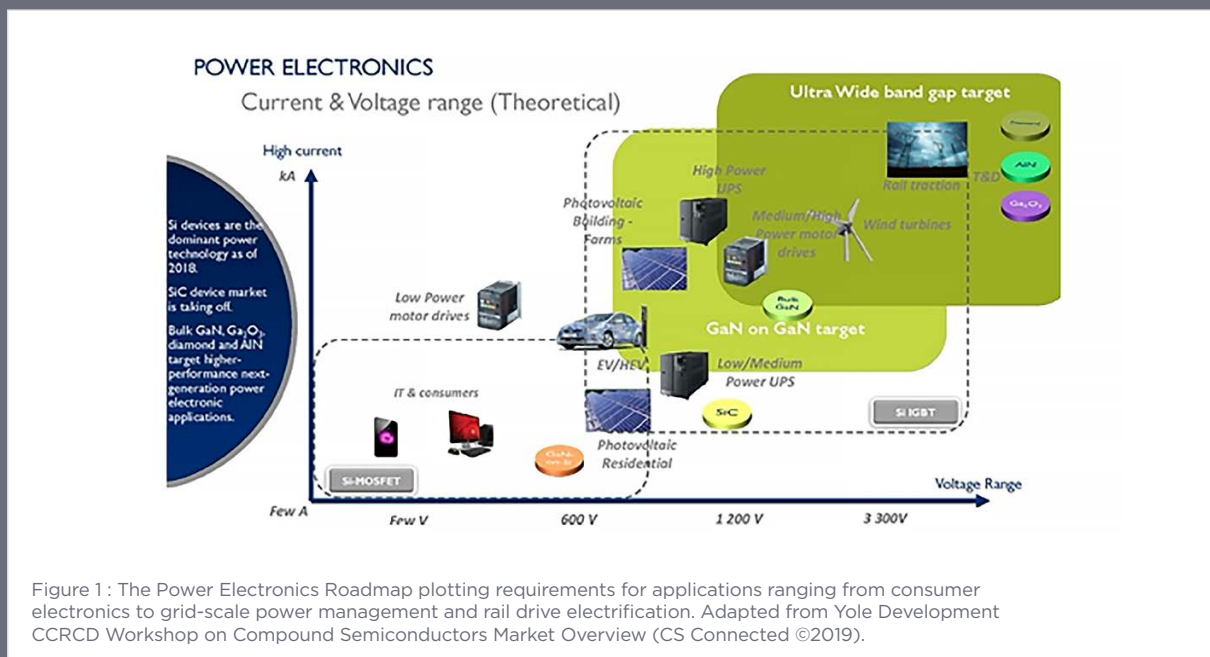 POWER ELECTRONICS
Current & Voltage range (Theoretical)
Ultra Wide band gap target
High current
kA
Diamond
AlN
Ga₂O₃
T&D
Rail traction
High Power
UPS
Photovoltaic
Building -
Farms
Medium/High
Power motor
drives
Wind turbines
Si devices are the
dominant power
technology as of
2018.
SiC device market
is taking off.
Bulk GaN, Ga₂O₃,
diamond and AlN
target higher-
performance next-
generation power
electronic
applications.
Low Power
motor drives
Bulk
GaN
GaN on GaN target
EV/HEV
Low/Medium
Power UPS
IT & consumers
SiC
Si IGBT
Photovoltaic
Residential
GaN-
on-Si
Si-MOSFET
Voltage Range
Few A
Few V
600 V
1 200 V
3 300V
Figure 1 : The Power Electronics Roadmap plotting requirements for applications ranging from consumer
electronics to grid-scale power management and rail drive electrification. Adapted from Yole Development
CCRCD Workshop on Compound Semiconductors Market Overview (CS Connected ©2019).